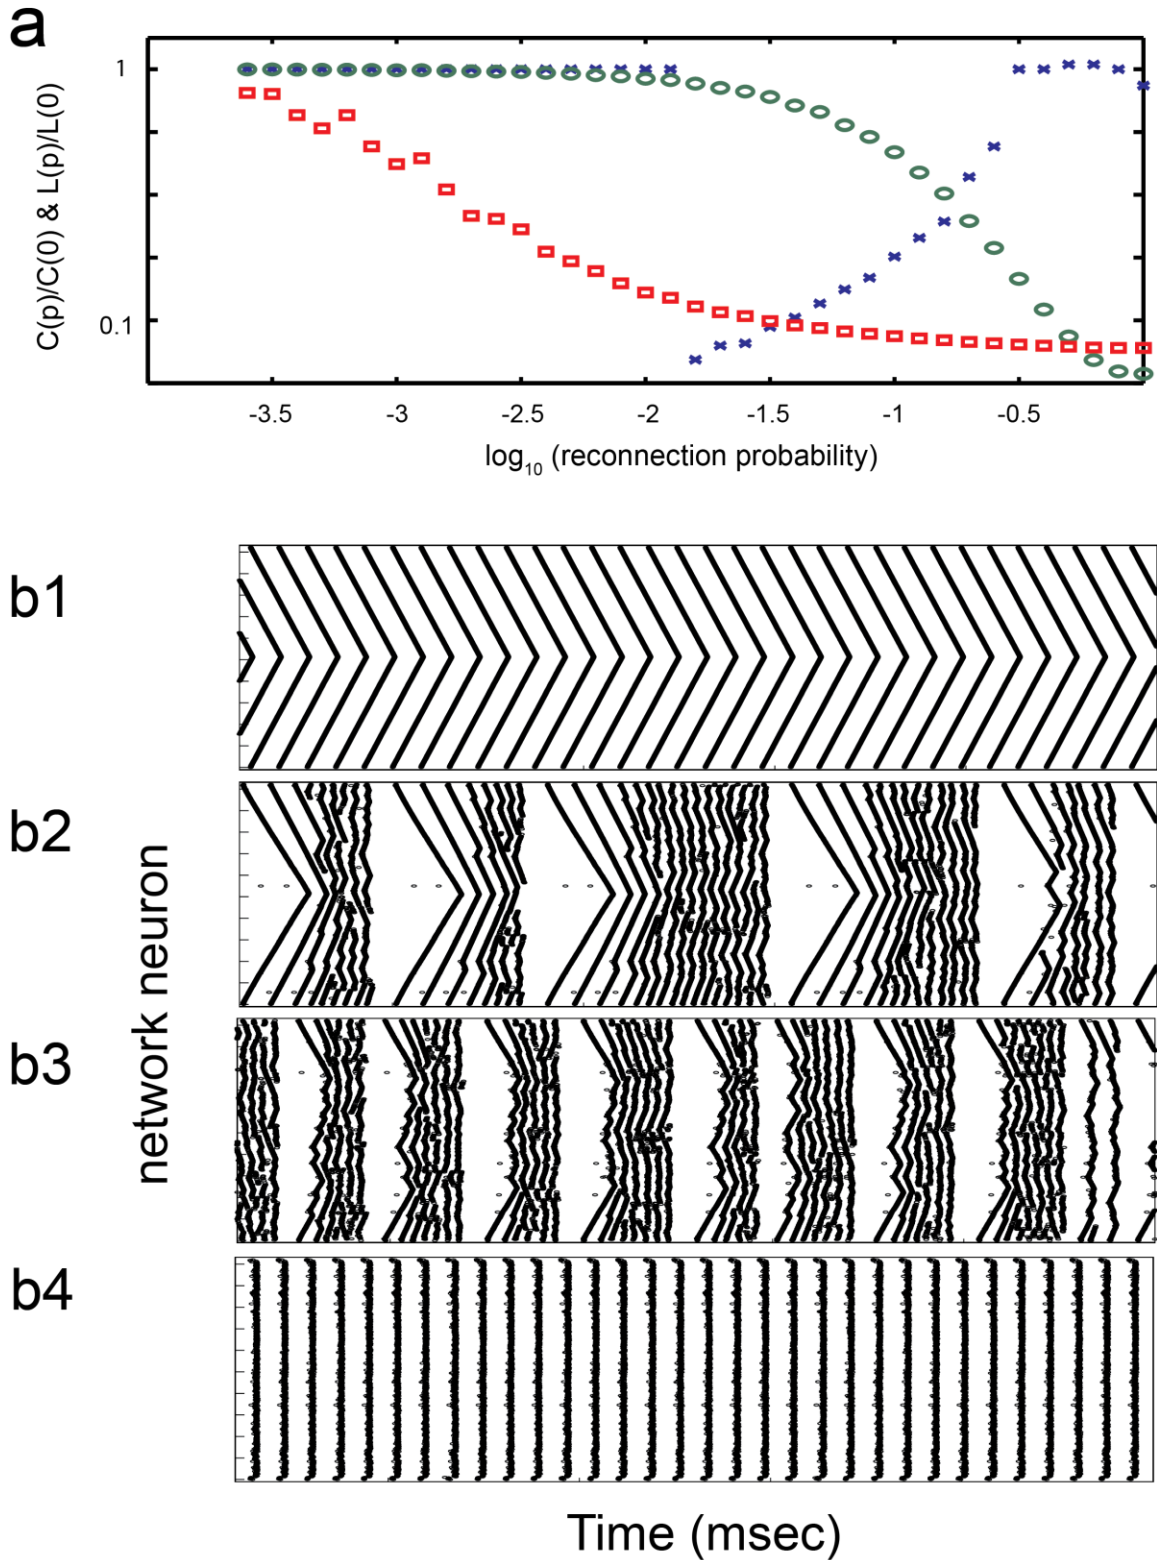 a
C(p)/C(0) & L(p)/L(0)
1
0.1
-3.5 -3 -2.5 -2 -1.5 -1 -0.5
log₁₀ (reconnection probability)
b1
b2
b3
b4
network neuron
Time (msec)